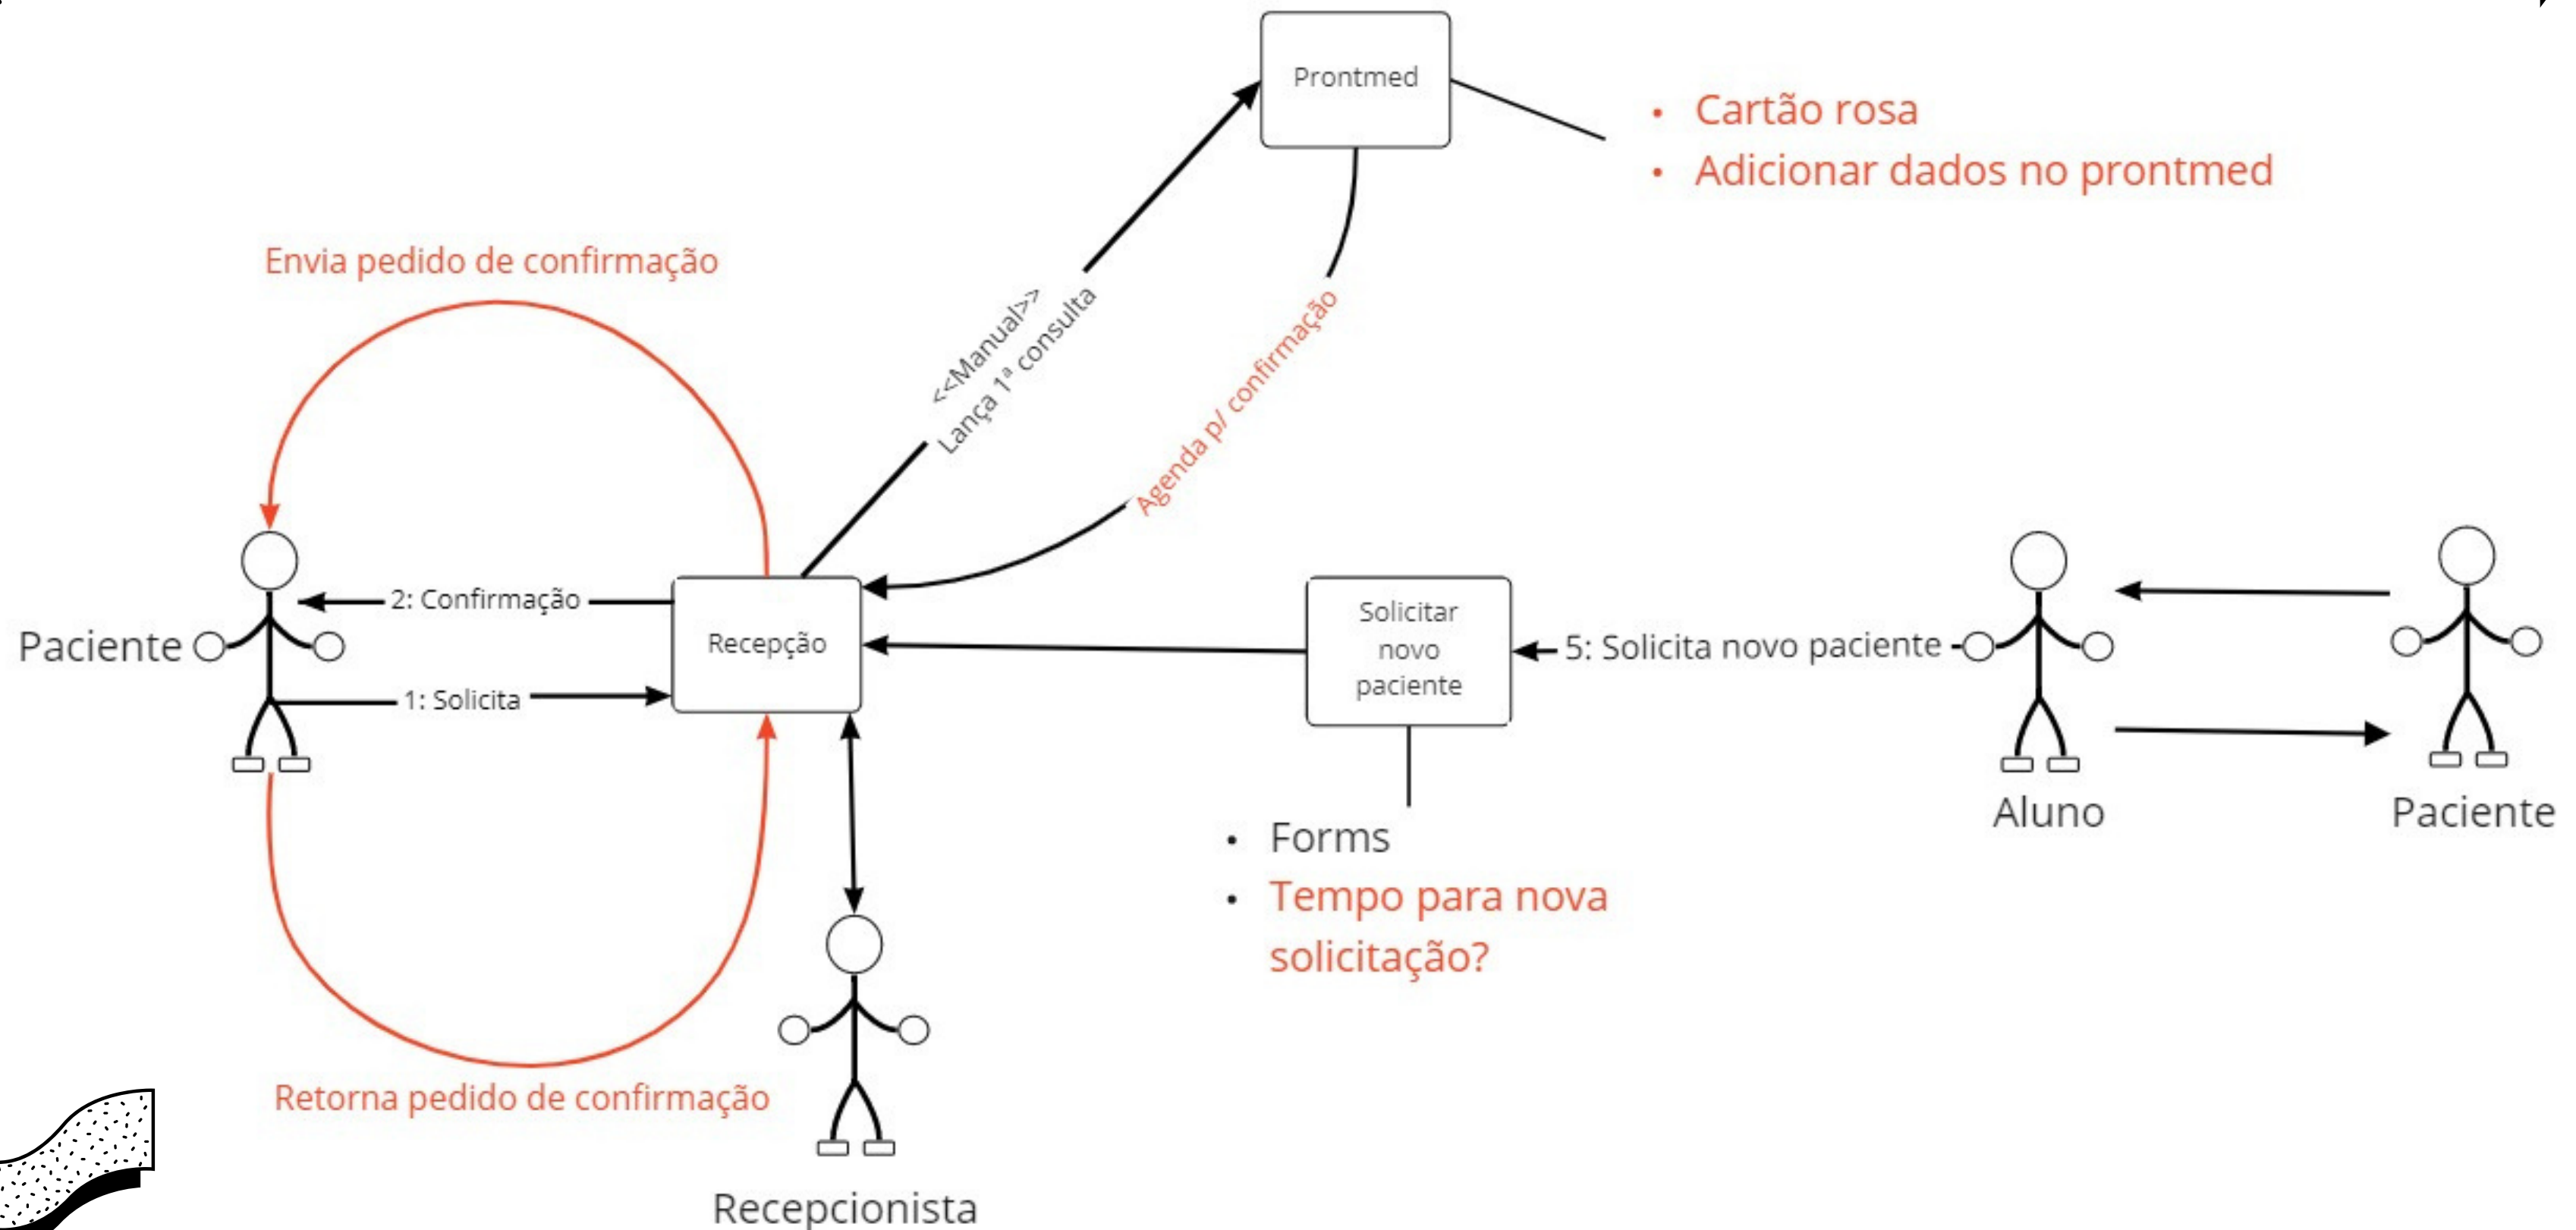 Prontmed
• Cartão rosa
• Adicionar dados no prontmed
Envia pedido de confirmação
<<Manual>>
Lança 1ª consulta
Agenda p/ confirmação
Paciente
2: Confirmação
1: Solicita
Recepção
Solicitar
novo
paciente
5: Solicita novo paciente
Aluno
Paciente
• Forms
• Tempo para nova
solicitação?
Retorna pedido de confirmação
Recepcionista